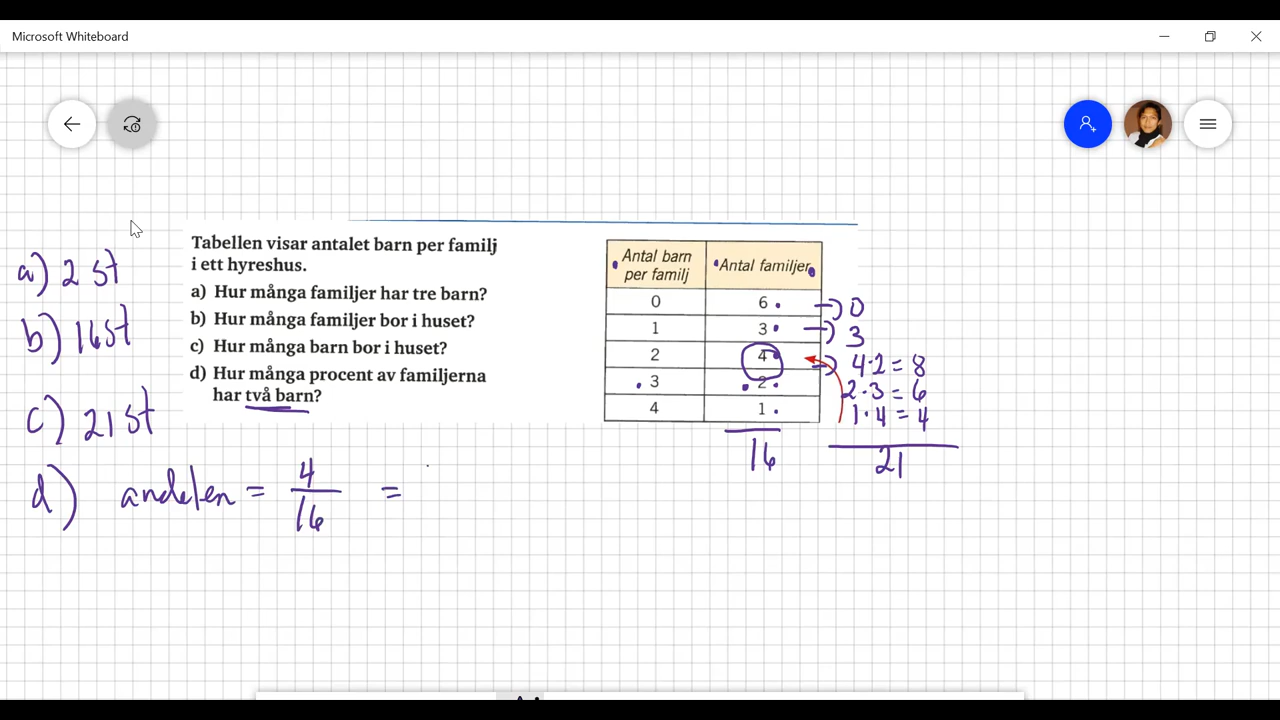 Microsoft Whiteboard
Tabellen visar antalet barn per familj
i ett hyreshus.
a) Hur många familjer har tre barn?
b) Hur många familjer bor i huset?
c) Hur många barn bor i huset?
d) Hur många procent av familjerna
har två barn?
Antal barn per familj Antal familjer
0 6 → 0
1 3 → 3
2 4 → 4·2 = 8
3 2 2·3 = 6
4 1 1·4 = 4
16 21
a) 2 st
b) 16 st
c) 21 st
d) andelen = 4/16 =